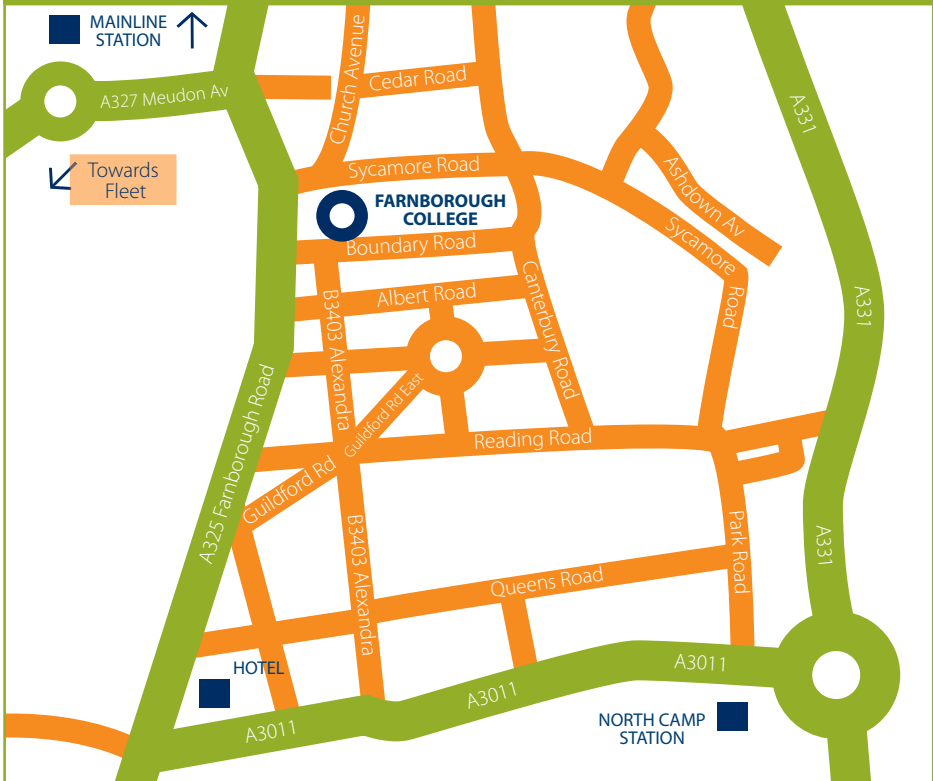 MAINLINE
STATION
A327 Meudon Av
Towards
Fleet
Church Avenue
Cedar Road
Sycamore Road
FARNBOROUGH
COLLEGE
Boundary Road
Albert Road
B3403 Alexandra
Canterbury Road
Ashdown Av
Sycamore
Road
A331
A331
A331
Guildford Rd East
Reading Road
Guildford Rd
A325 Farnborough Road
B3403 Alexandra
Queens Road
Park Road
HOTEL
A3011
A3011
A3011
NORTH CAMP
STATION